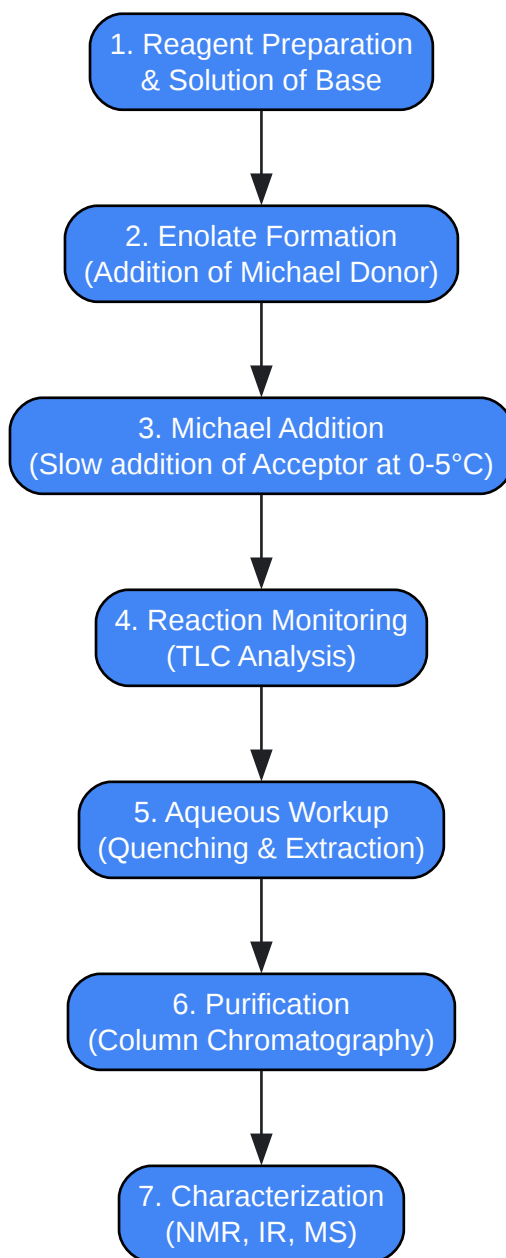 1. Reagent Preparation
& Solution of Base
2. Enolate Formation
(Addition of Michael Donor)
3. Michael Addition
(Slow addition of Acceptor at 0-5°C)
4. Reaction Monitoring
(TLC Analysis)
5. Aqueous Workup
(Quenching & Extraction)
6. Purification
(Column Chromatography)
7. Characterization
(NMR, IR, MS)